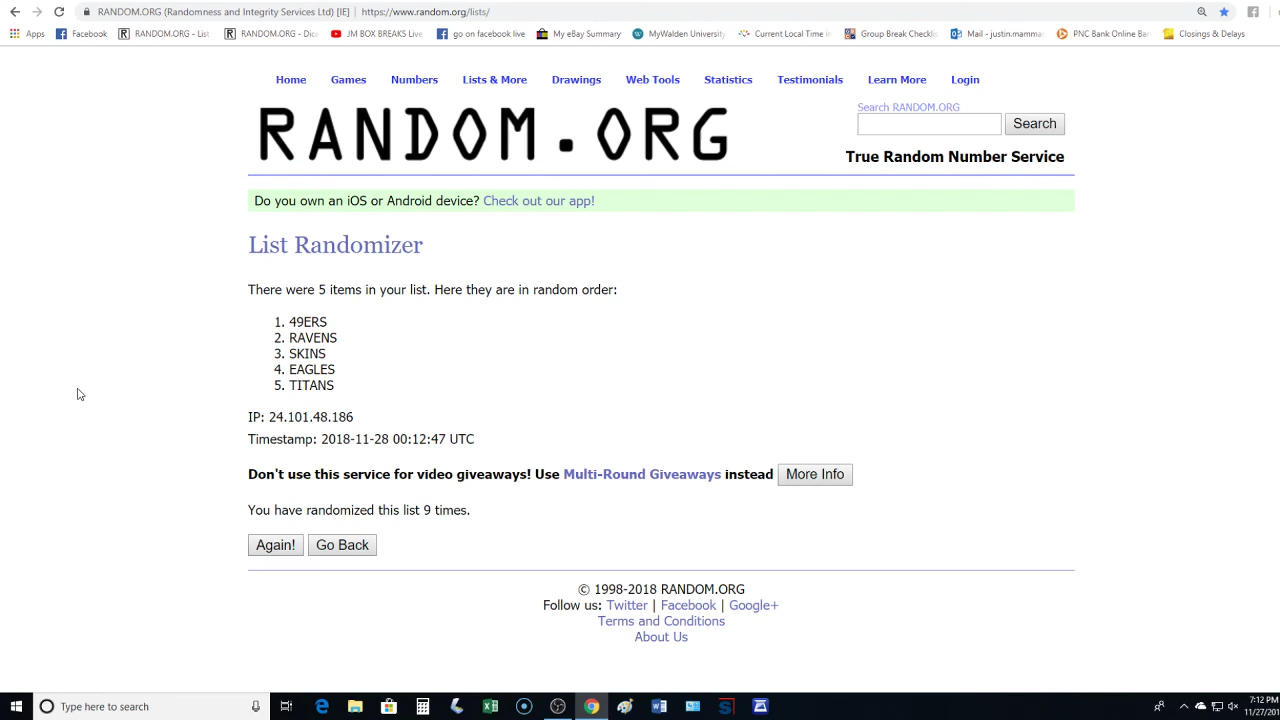 RANDOM.ORG (Randomness and Integrity Services Ltd) [IE] | https://www.random.org/lists/
Apps Facebook RANDOM.ORG - List RANDOM.ORG - Dice JM BOX BREAKS Live go on facebook live My eBay Summary MyWalden Universit Current Local Time in Group Break Checklis Mail - justin.mamma PNC Bank Online Ban Closings & Delays
Home Games Numbers Lists & More Drawings Web Tools Statistics Testimonials Learn More Login
Search RANDOM.ORG
RANDOM.ORG
Search
True Random Number Service
Do you own an iOS or Android device? Check out our app!
List Randomizer
There were 5 items in your list. Here they are in random order:
1. 49ERS
2. RAVENS
3. SKINS
4. EAGLES
5. TITANS
IP: 24.101.48.186
Timestamp: 2018-11-28 00:12:47 UTC
Don't use this service for video giveaways! Use Multi-Round Giveaways instead More Info
You have randomized this list 9 times.
Again! Go Back
© 1998-2018 RANDOM.ORG
Follow us: Twitter | Facebook | Google+
Terms and Conditions
About Us
Type here to search
7:12 PM
11/27/201